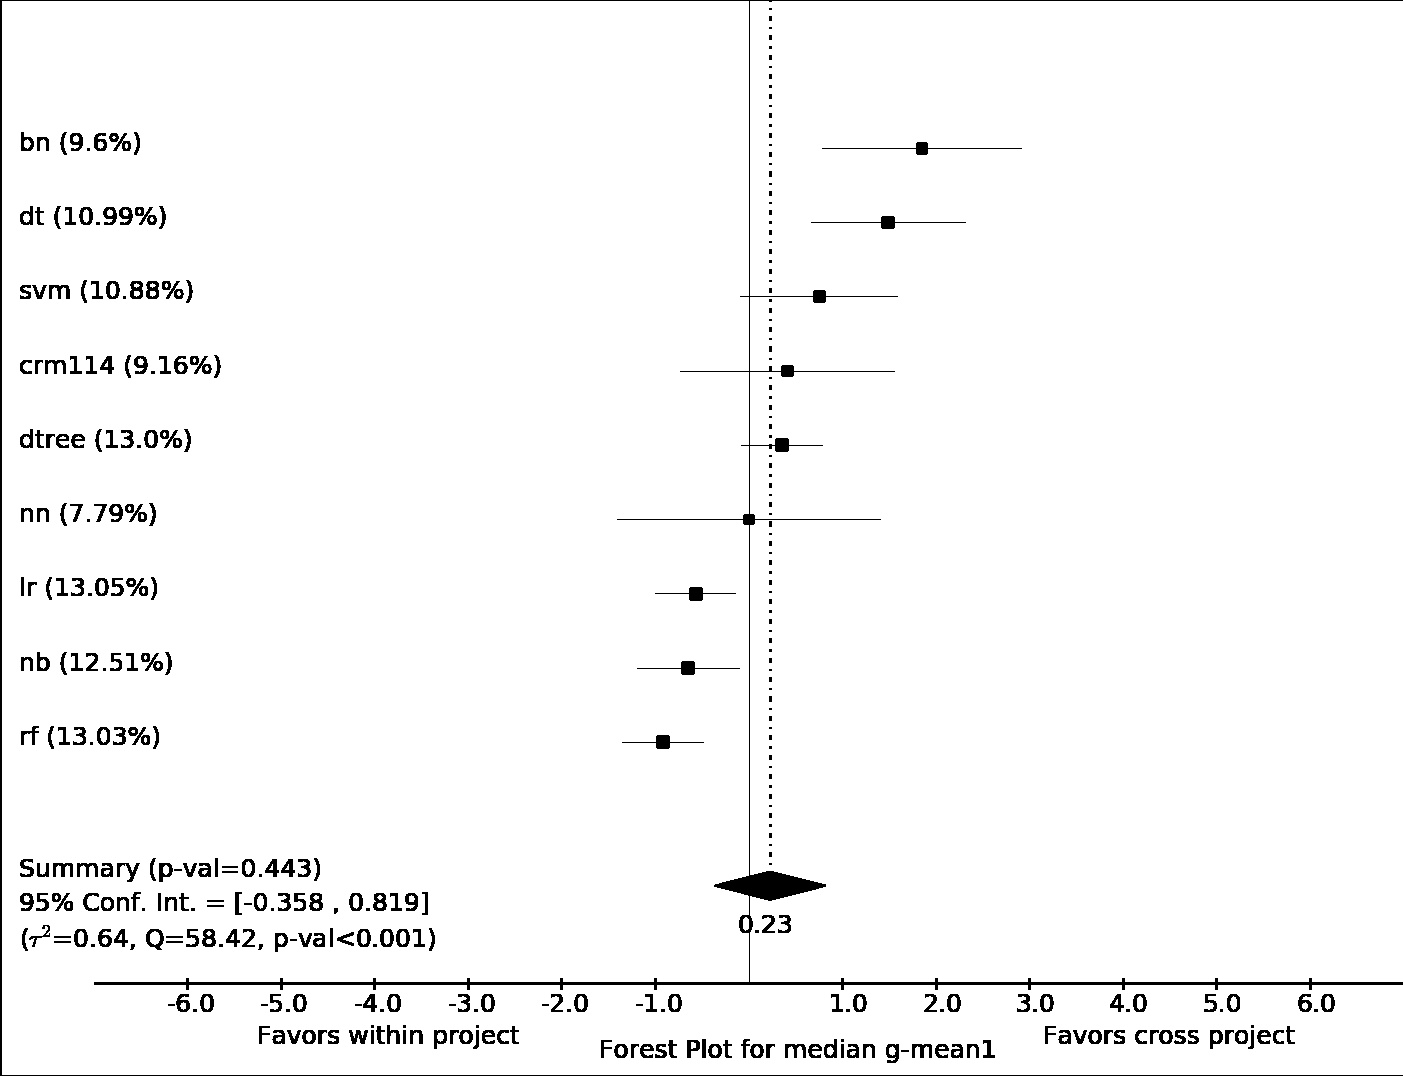 bn (9.6%)
dt (10.99%)
svm (10.88%)
crm114 (9.16%)
dtree (13.0%)
nn (7.79%)
lr (13.05%)
nb (12.51%)
rf (13.03%)
Summary (p-val=0.443)
95% Conf. Int. = [-0.358 , 0.819]
0.23
(τ²=0.64, Q=58.42, p-val<0.001)
-6.0 -5.0 -4.0 -3.0 -2.0 -1.0 1.0 2.0 3.0 4.0 5.0 6.0
Favors within project Favors cross project
Forest Plot for median g-mean1